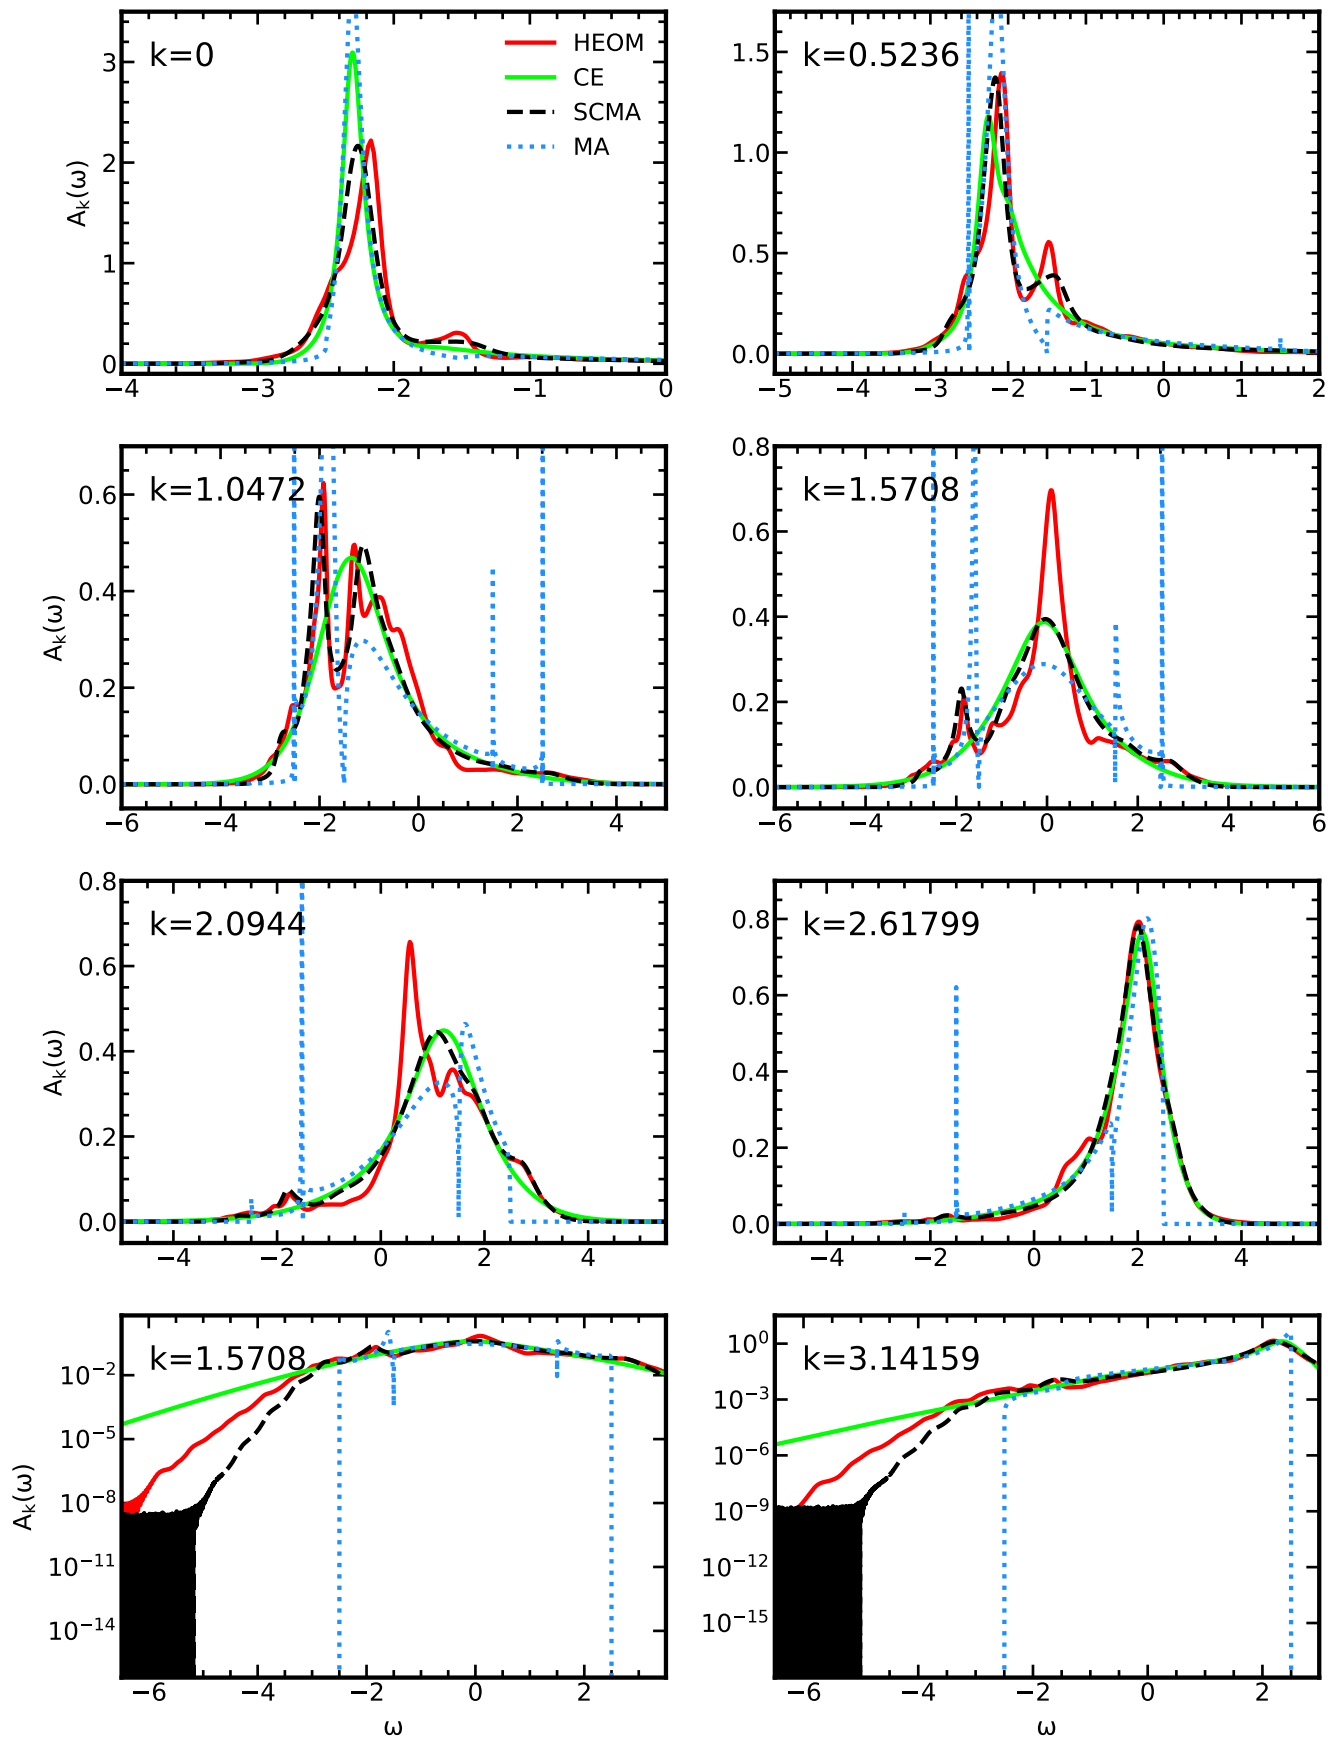 k=0
HEOM
CE
SCMA
MA
A_k(ω)
3
2
1
0
−4 −3 −2 −1 0
k=0.5236
1.5
1.0
0.5
0.0
−5 −4 −3 −2 −1 0 1 2
k=1.0472
A_k(ω)
0.6
0.4
0.2
0.0
−6 −4 −2 0 2 4
k=1.5708
0.8
0.6
0.4
0.2
0.0
−6 −4 −2 0 2 4 6
k=2.0944
A_k(ω)
0.8
0.6
0.4
0.2
0.0
−4 −2 0 2 4
k=2.61799
0.8
0.6
0.4
0.2
0.0
−4 −2 0 2 4
k=1.5708
A_k(ω)
10^−2
10^−5
10^−8
10^−11
10^−14
−6 −4 −2 0 2
ω
k=3.14159
10^0
10^−3
10^−6
10^−9
10^−12
10^−15
−6 −4 −2 0 2
ω